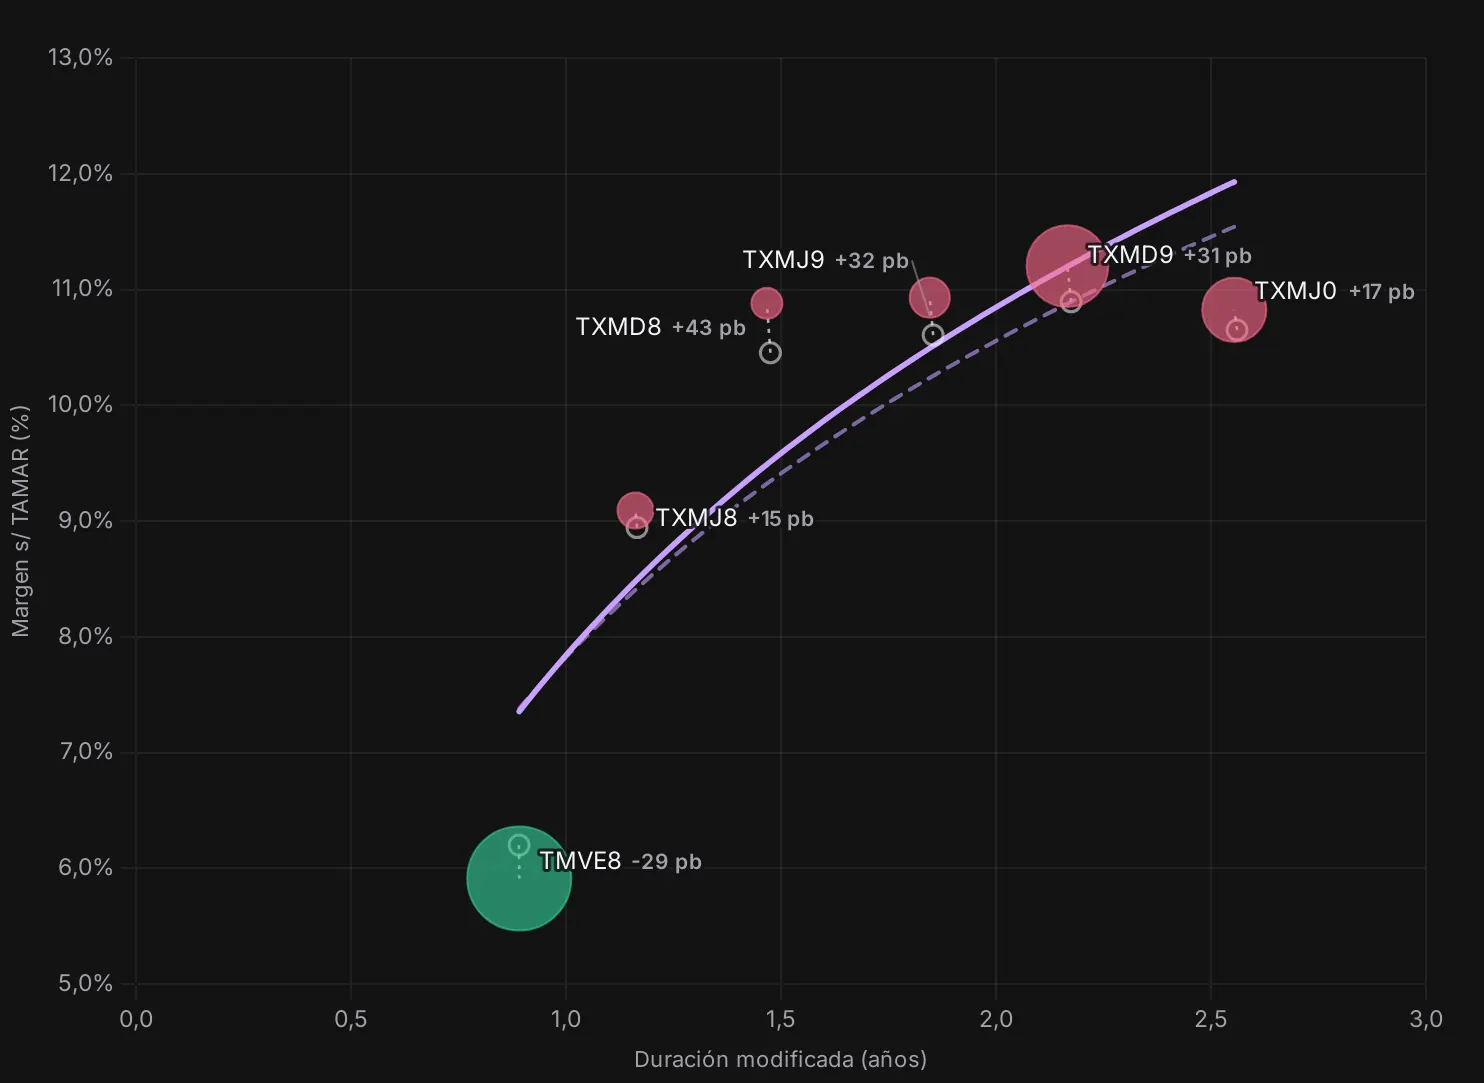 13,0%
12,0%
TXMJ9 +32 pb
TXMD9 +31 pb
11,0%
TXMJ0 +17 pb
TXMD8 +43 pb
10,0%
Margen s/ TAMAR (%)
9,0%
TXMJ8 +15 pb
8,0%
7,0%
6,0%
TMVE8 -29 pb
5,0%
0,0 0,5 1,0 1,5 2,0 2,5 3,0
Duración modificada (años)